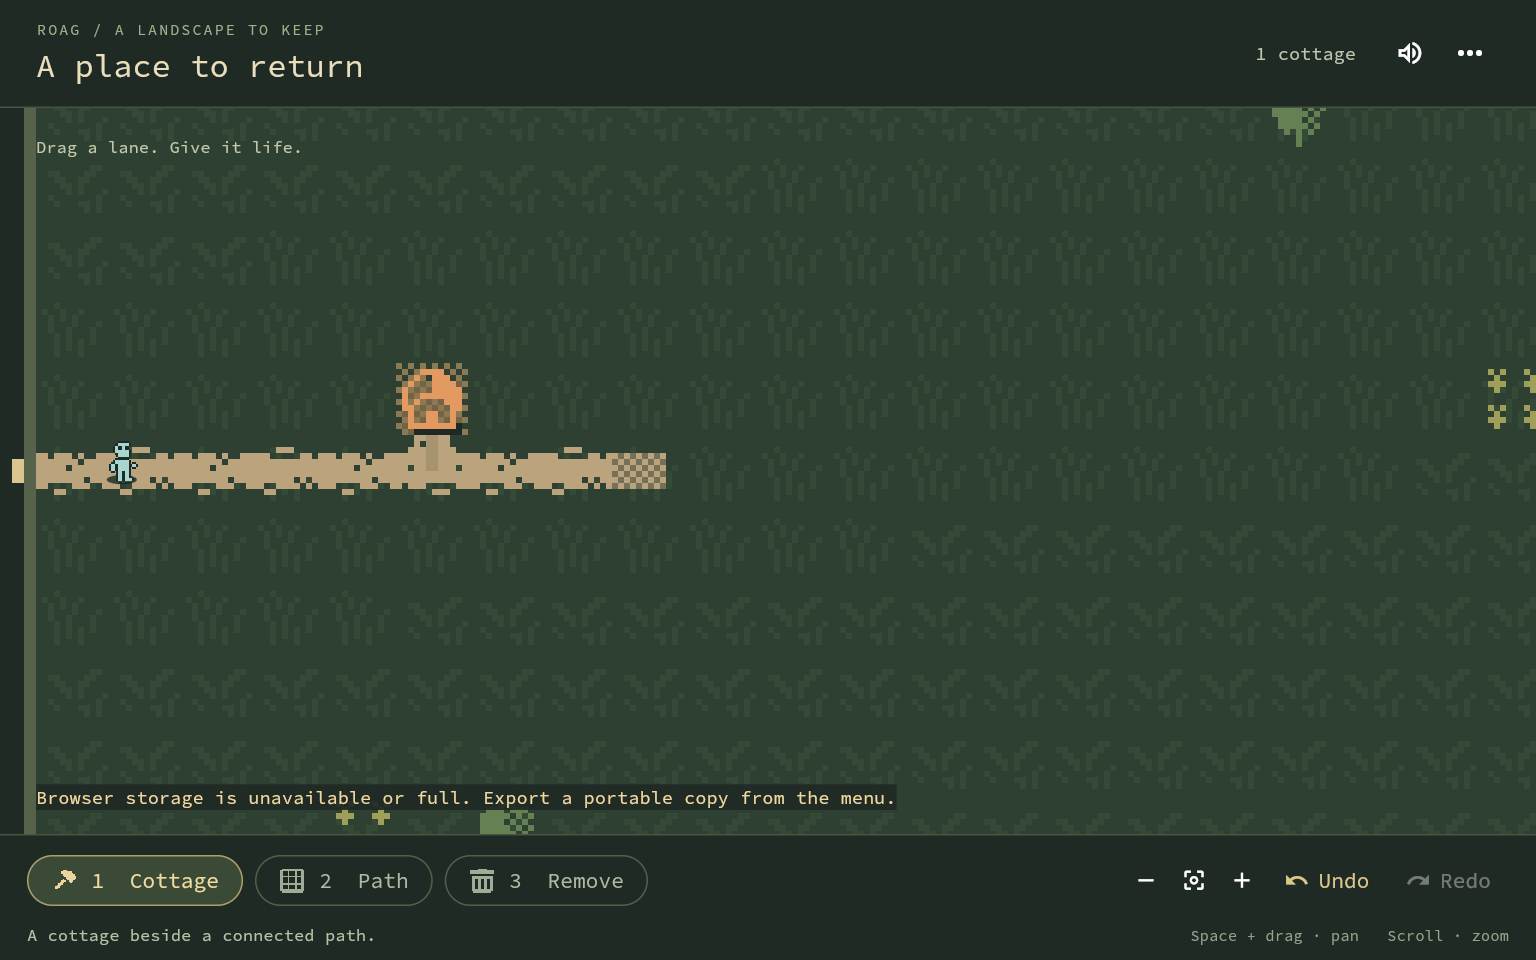 ROAG / A LANDSCAPE TO KEEP
A place to return
1 cottage
Drag a lane. Give it life.
Browser storage is unavailable or full. Export a portable copy from the menu.
1 Cottage
2 Path
3 Remove
Undo
Redo
A cottage beside a connected path.
Space + drag · pan
Scroll · zoom